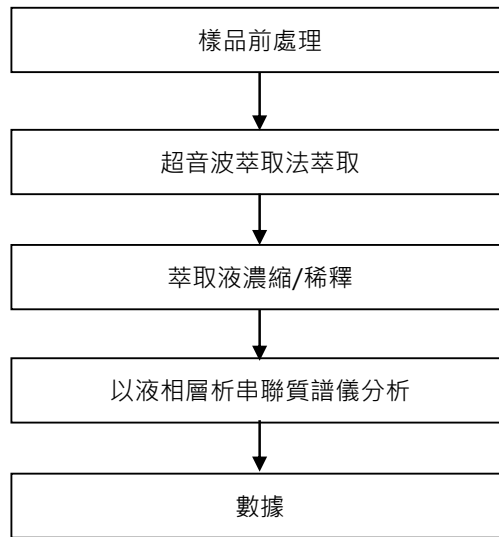 樣品前處理
超音波萃取法萃取
萃取液濃縮/稀釋
以液相層析串聯質譜儀分析
數據